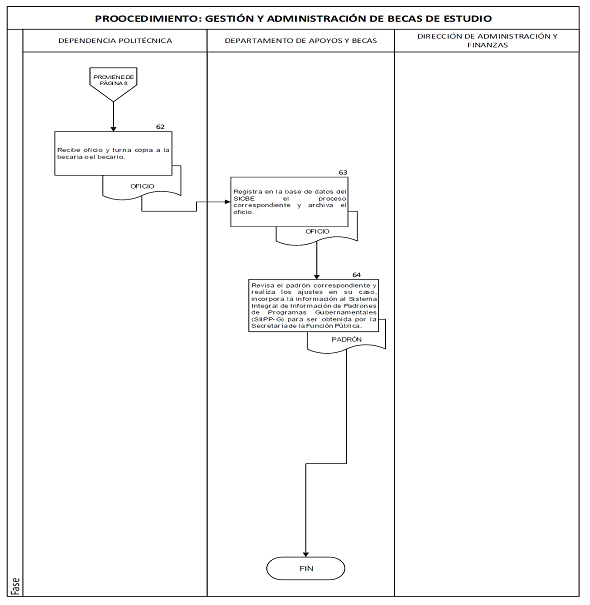 PROOCEDIMIENTO: GESTIÓN Y ADMINISTRACIÓN DE BECAS DE ESTUDIO
DEPENDENCIA POLITÉCNICA
DEPARTAMENTO DE APOYOS Y BECAS
DIRECCIÓN DE ADMINISTRACIÓN Y
FINANZAS
PROVIENE DE
PÁGINA 8
62
Recibe oficio y turna copia a la
becaria o el becario.
OFICIO
63
Registra en la base de datos del
SICBE el proceso
correspondiente y archiva el
oficio.
OFICIO
64
Revisa el padrón correspondiente y
realiza los ajustes en su caso,
incorpora la información al Sistema
Integral de Información de Padrones
de Programas Gubernamentales
(SIIPP-G) para ser obtenida por la
Secretaría de la Función Pública.
PADRÓN
FIN
Fase